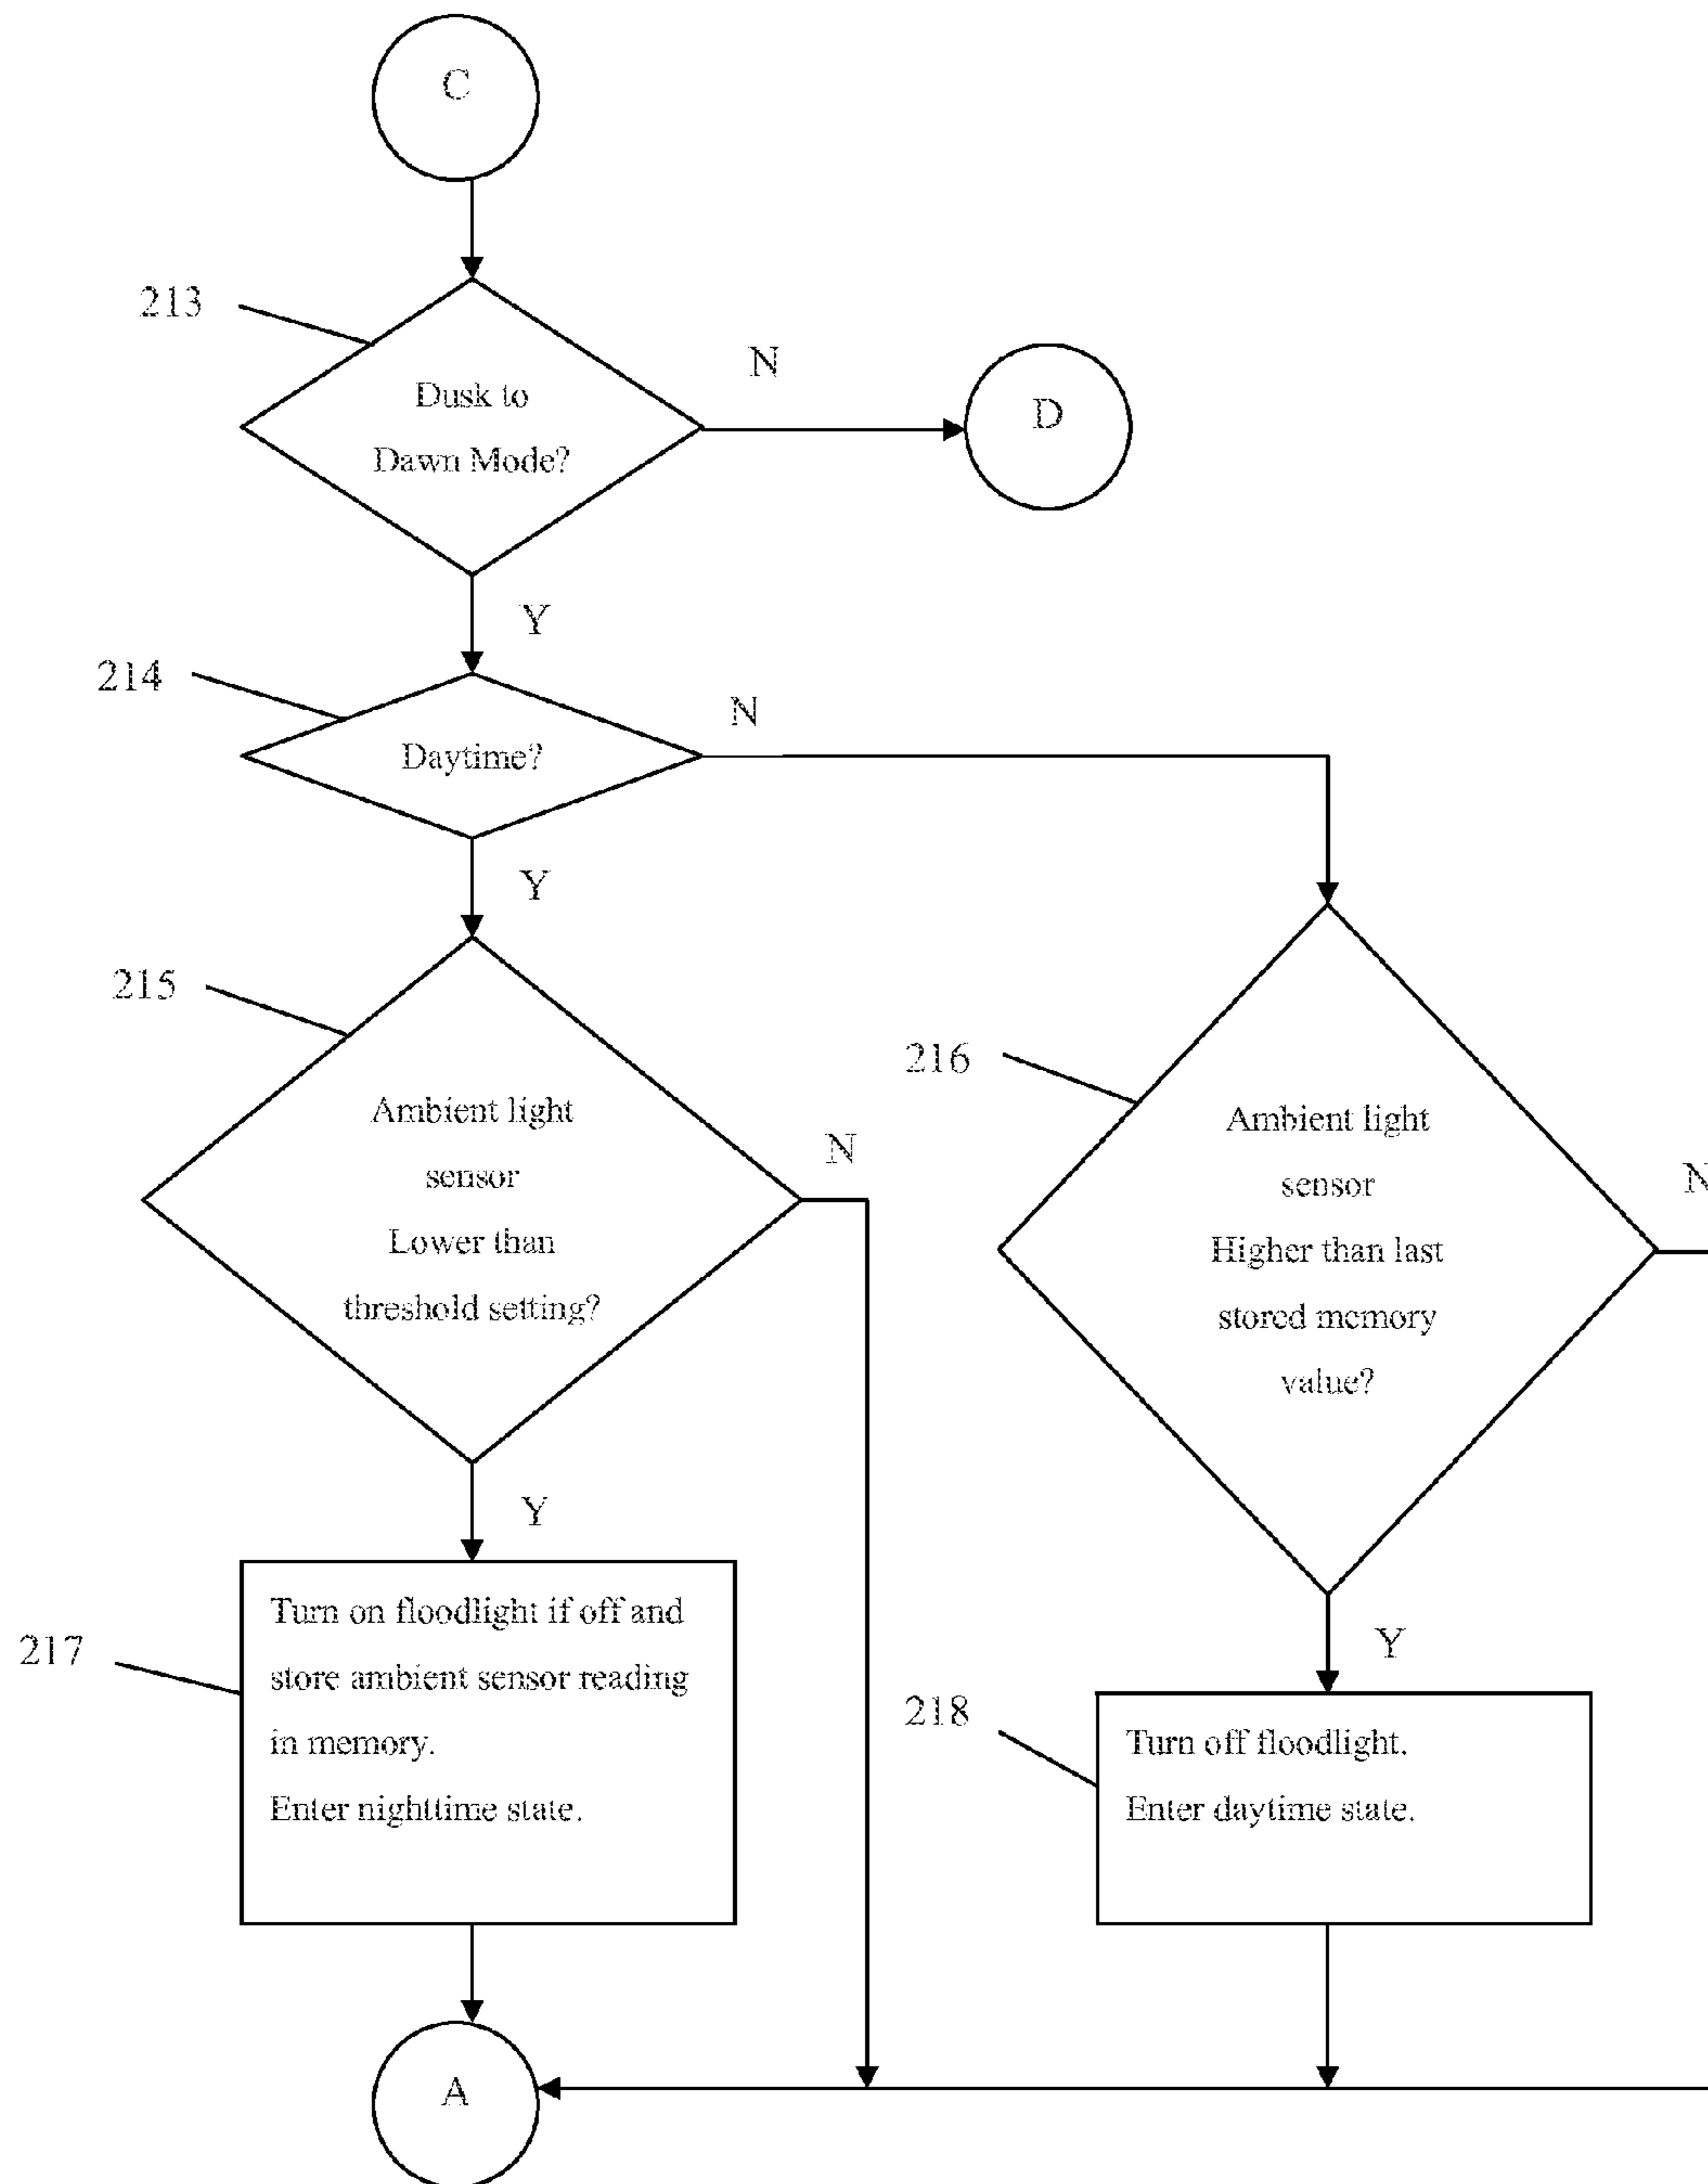 C
213
Dusk to
Dawn Mode?
N
D
Y
214
Daytime?
N
Y
215
Ambient light
sensor
Lower than
threshold setting?
N
216
Ambient light
sensor
Higher than last
stored memory
value?
N
Y
217
Turn on floodlight if off and
store ambient sensor reading
in memory.
Enter nighttime state.
Y
218
Turn off floodlight.
Enter daytime state.
A